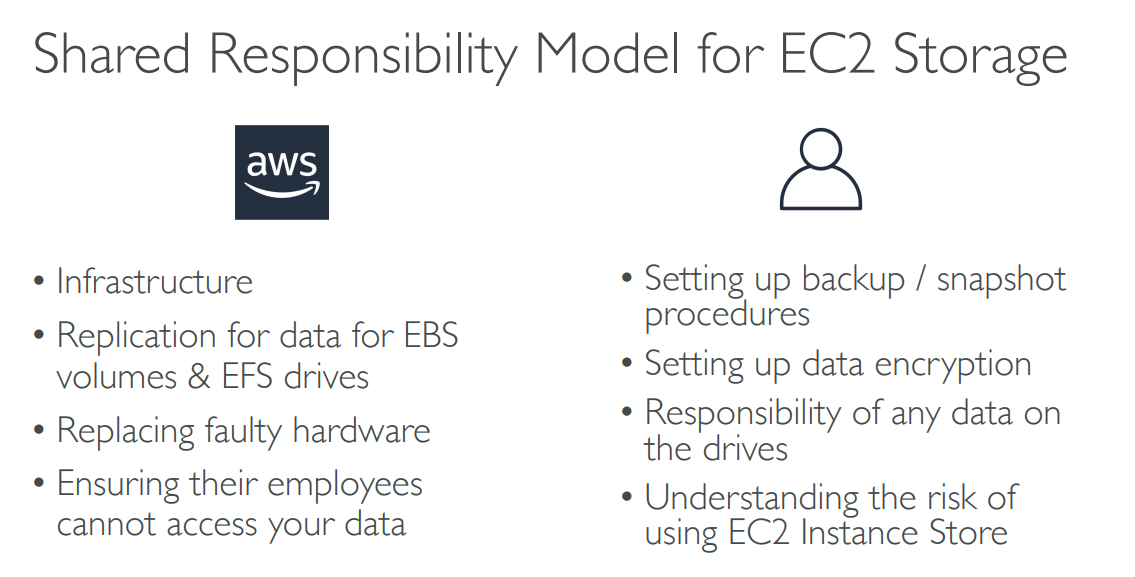 Shared Responsibility Model for EC2 Storage
aws
• Infrastructure
• Replication for data for EBS
volumes & EFS drives
• Replacing faulty hardware
• Ensuring their employees
cannot access your data
• Setting up backup / snapshot
procedures
• Setting up data encryption
• Responsibility of any data on
the drives
• Understanding the risk of
using EC2 Instance Store